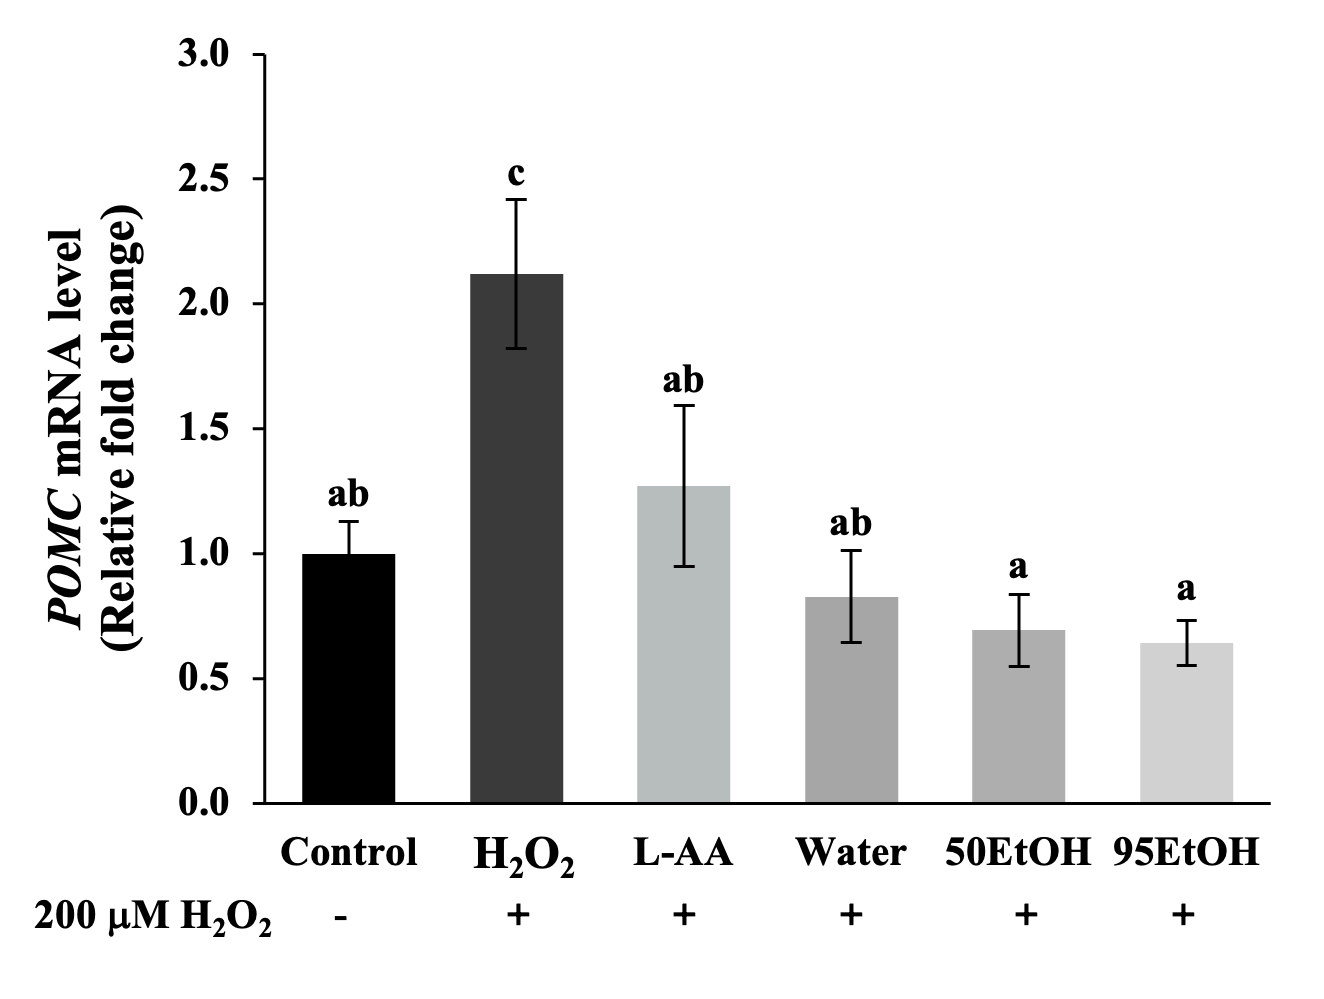 POMC mRNA level
(Relative fold change)
3.0
2.5
2.0
1.5
1.0
0.5
0.0
ab
c
ab
ab
a
a
Control H₂O₂ L-AA Water 50EtOH 95EtOH
200 μM H₂O₂ - + + + + +